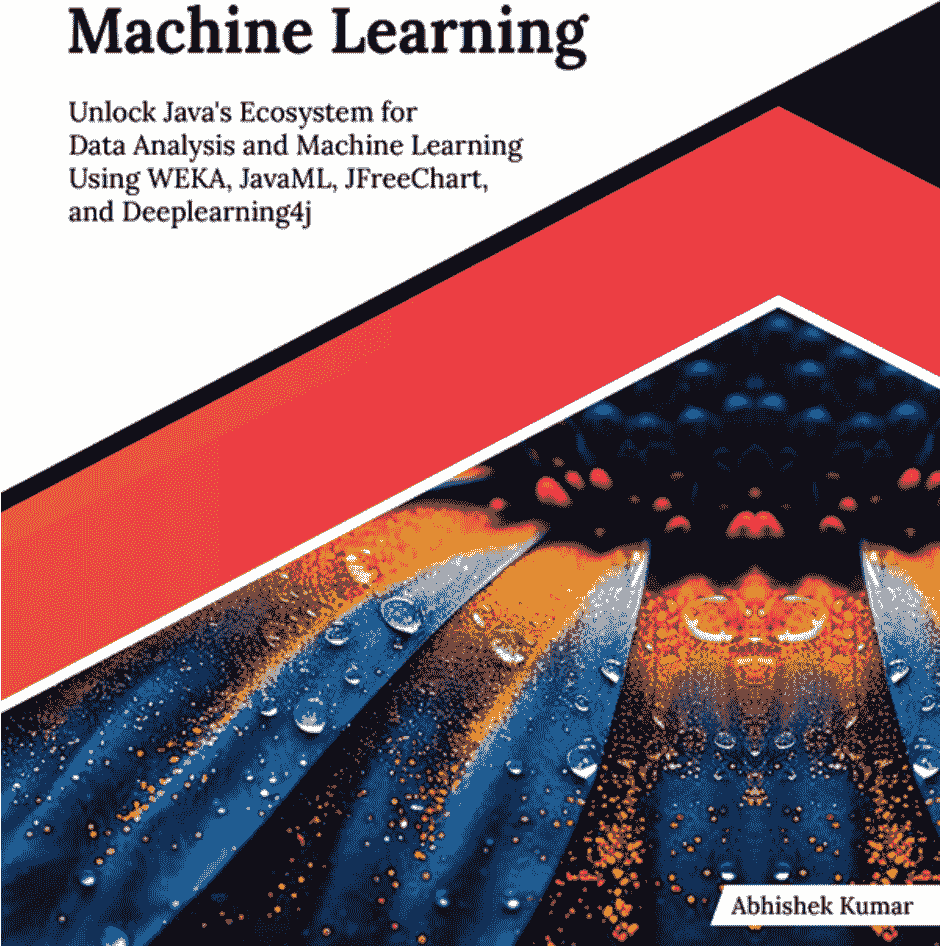 Machine Learning
Unlock Java's Ecosystem for
Data Analysis and Machine Learning
Using WEKA, JavaML, JFreeChart,
and Deeplearning4j
Abhishek Kumar